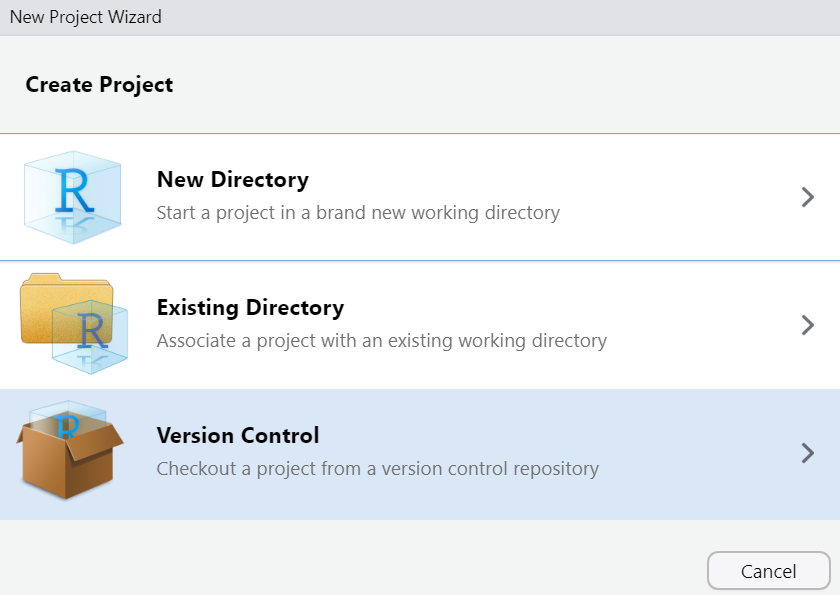 New Project Wizard
Create Project
R
New Directory
Start a project in a brand new working directory
R
Existing Directory
Associate a project with an existing working directory
R
Version Control
Checkout a project from a version control repository
Cancel